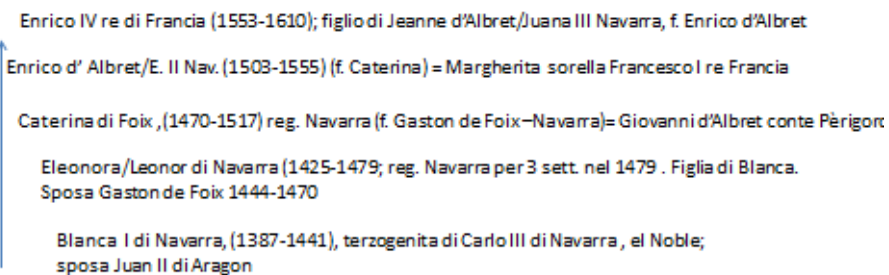 Enrico IV re di Francia (1553-1610); figlio di Jeanne d'Albret/Juana III Navarra, f. Enrico d'Albret
Enrico d' Albret/E. II Nav. (1503-1555) (f. Caterina) = Margherita sorella Francesco I re Francia
Caterina di Foix ,(1470-1517) reg. Navarra (f. Gaston de Foix–Navarra)= Giovanni d'Albret conte Pèrigord
Eleonora/Leonor di Navarra (1425-1479; reg. Navarra per 3 sett. nel 1479 . Figlia di Blanca.
Sposa Gaston de Foix 1444-1470
Blanca I di Navarra, (1387-1441), terzogenita di Carlo III di Navarra , el Noble;
sposa Juan II di Aragon